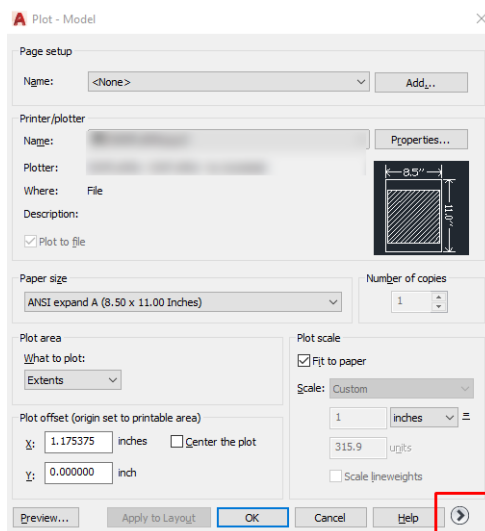 Plot - Model
Page setup
Name: <None> Add...
Printer/plotter
Name: Properties...
Plotter:
Where: File
Description:
Plot to file
8.5"
11.0"
Paper size
ANSI expand A (8.50 x 11.00 Inches)
Number of copies
1
Plot area
What to plot:
Extents
Plot scale
Fit to paper
Scale: Custom
1 inches =
315.9 units
Scale lineweights
Plot offset (origin set to printable area)
X: 1.175375 inches Center the plot
Y: 0.000000 inch
Preview... Apply to Layout OK Cancel Help